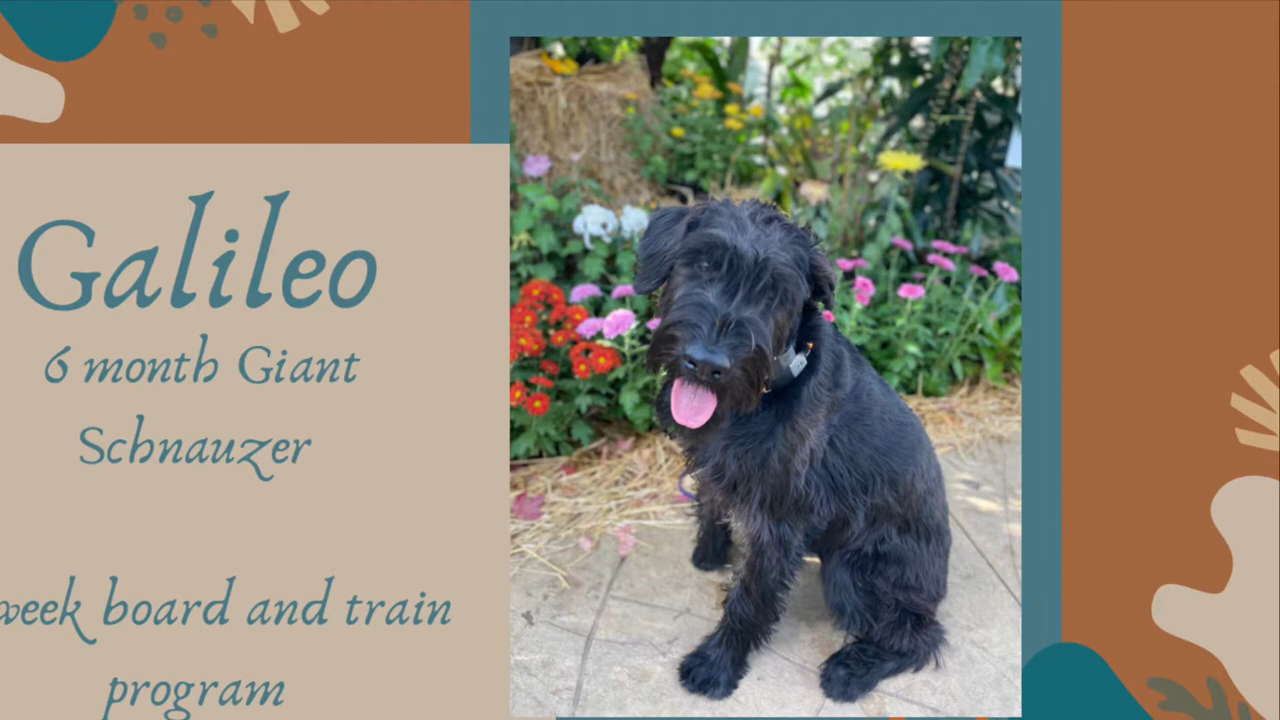 Galileo
6 month Giant
Schnauzer
week board and train
program